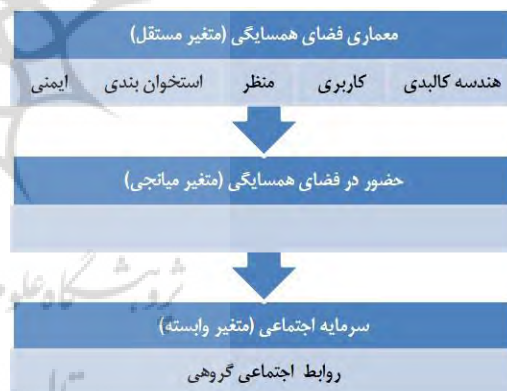 معماری فضای همسایگی (متغیر مستقل)
هندسه کالبدی کاربری منظر استخوان بندی ایمنی
حضور در فضای همسایگی (متغیر میانجی)
سرمایه اجتماعی (متغیر وابسته)
روابط اجتماعی گروهی